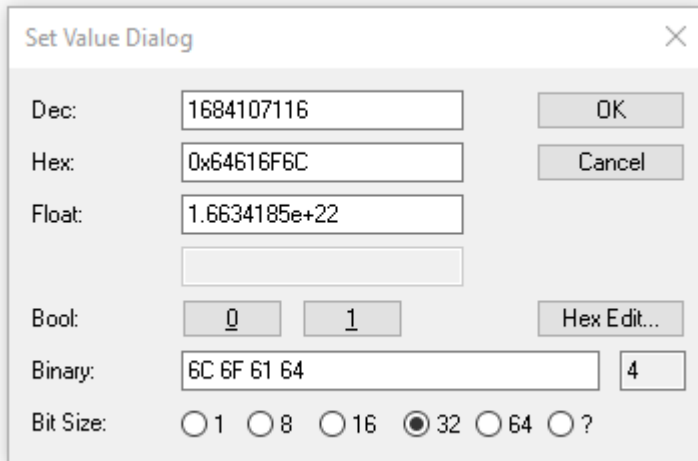 Set Value Dialog
Dec: 1684107116 OK
Hex: 0x64616F6C Cancel
Float: 1.6634185e+22
Bool: 0 1 Hex Edit...
Binary: 6C 6F 61 64 4
Bit Size: 1 8 16 32 64 ?